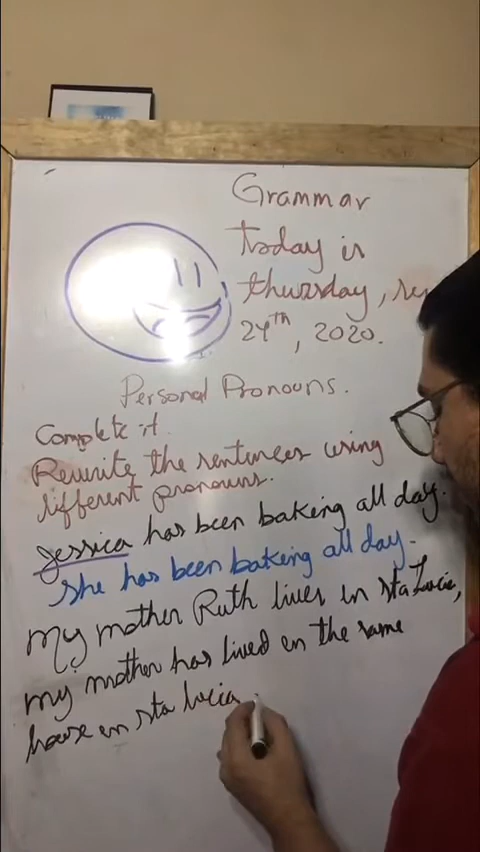 Grammar
today is
thursday,
24th, 2020.
Personal Pronouns.
Complete it.
Rewrite the sentences using
different pronouns.
Jessica has been baking all day.
She has been baking all day.
My mother Ruth lives in sta Lucia,
my mother has lived in the same
house in sta lucia